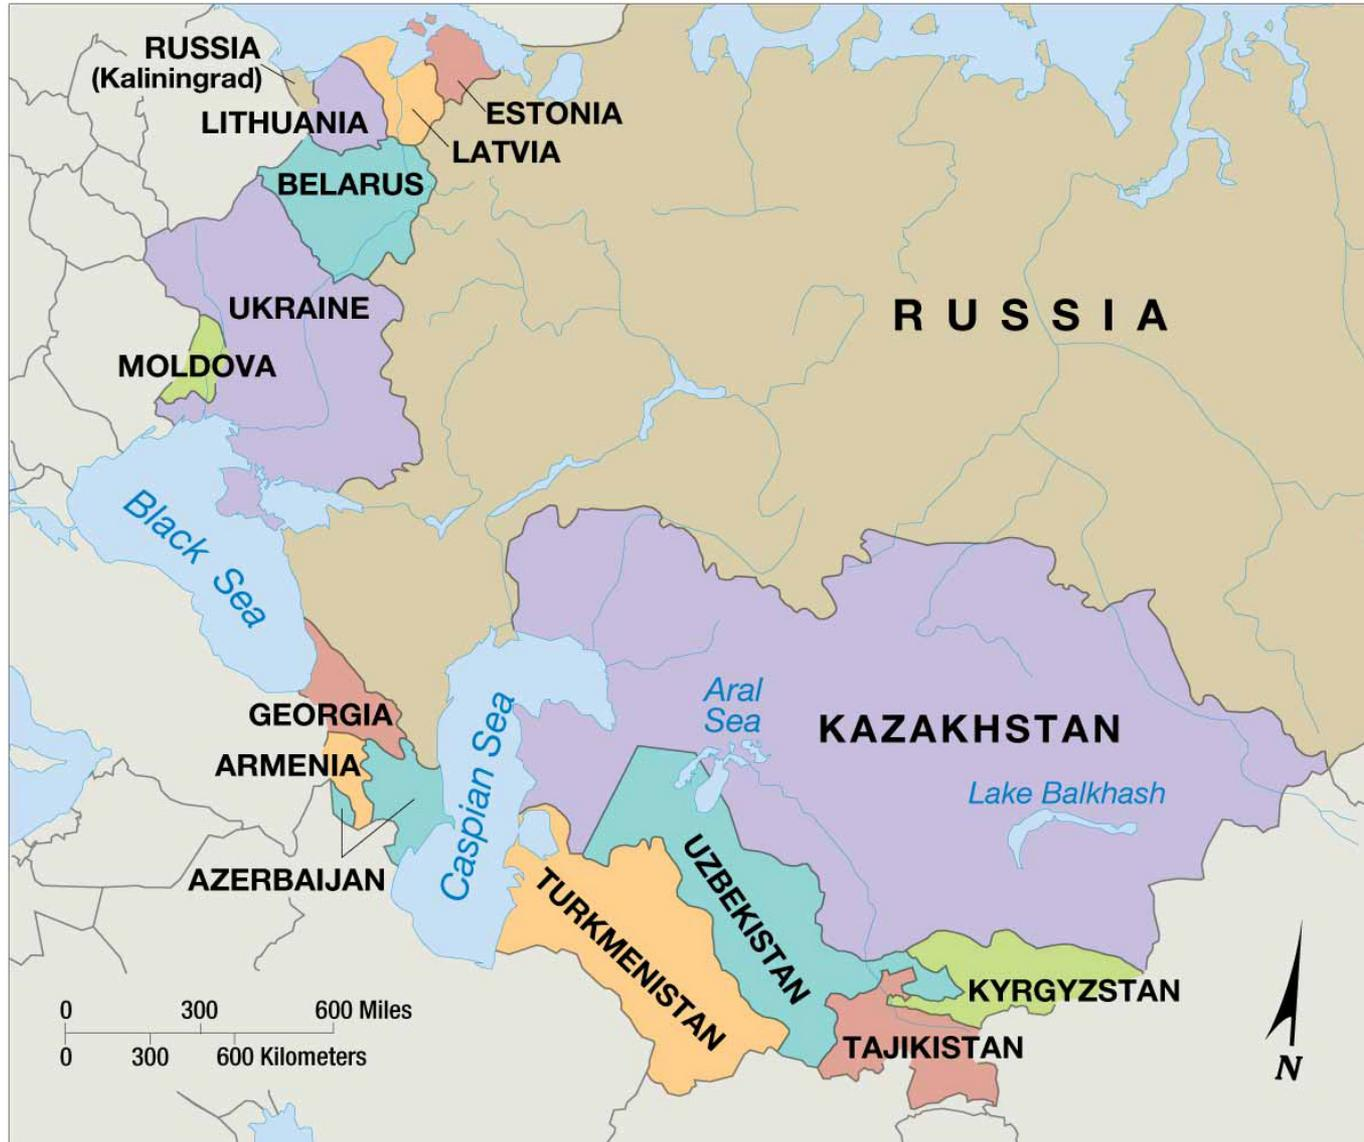 RUSSIA
(Kaliningrad)
LITHUANIA
ESTONIA
LATVIA
BELARUS
UKRAINE
RUSSIA
MOLDOVA
Black Sea
GEORGIA
ARMENIA
AZERBAIJAN
Caspian Sea
Aral
Sea
KAZAKHSTAN
Lake Balkhash
UZBEKISTAN
TURKMENISTAN
KYRGYZSTAN
TAJIKISTAN
0 300 600 Miles
0 300 600 Kilometers
N